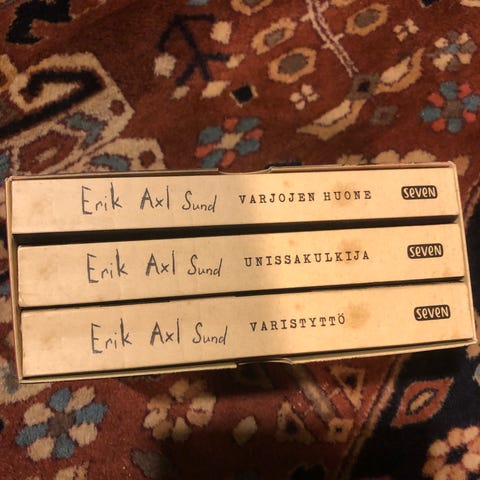 Erik Axl Sund VARJOJEN HUONE seven
Erik Axl Sund UNISSAKULKIJA seven
Erik Axl Sund VARISTYTTÖ seven